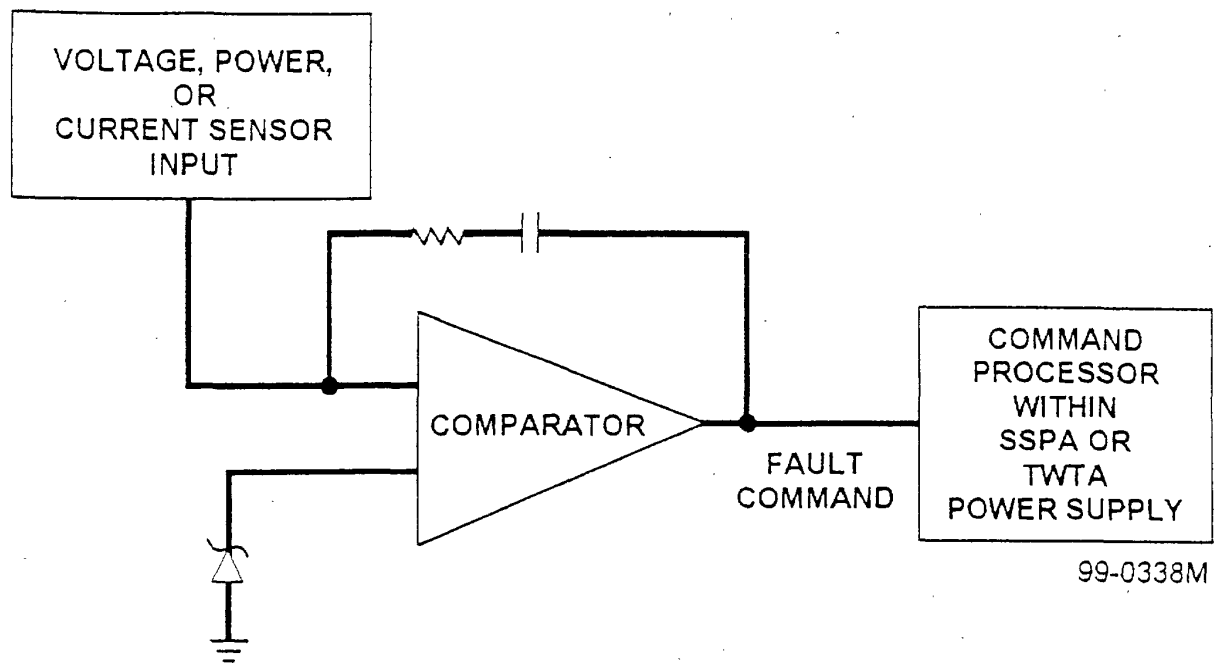 VOLTAGE, POWER,
OR
CURRENT SENSOR
INPUT
COMPARATOR
FAULT
COMMAND
COMMAND
PROCESSOR
WITHIN
SSPA OR
TWTA
POWER SUPPLY
99-0338M